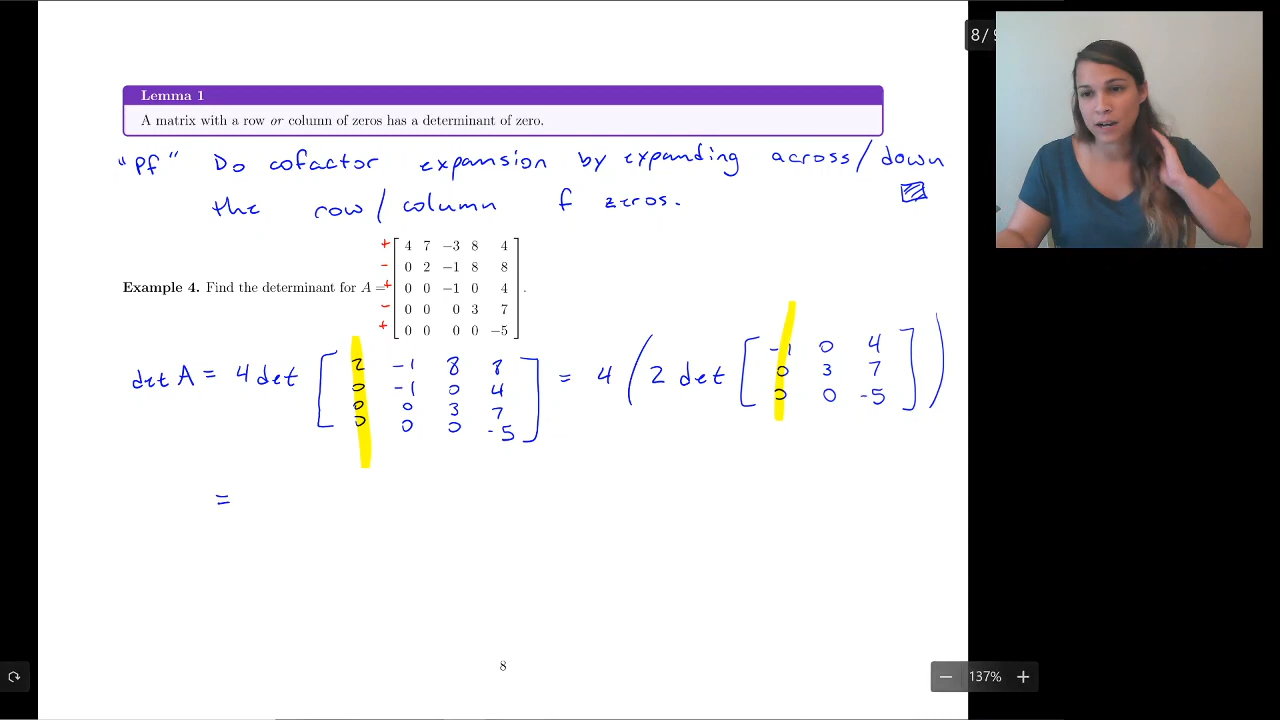 8 / 9
Lemma 1
A matrix with a row or column of zeros has a determinant of zero.
"Pf" Do cofactor expansion by expanding across/down
the row/column f zeros.
Example 4. Find the determinant for A =
+ [ 4 7 −3 8 4
− 0 2 −1 8 8
+ 0 0 −1 0 4
− 0 0 0 3 7
+ 0 0 0 0 −5 ] .
det A = 4 det [ 2 -1 8 8
0 -1 0 4
0 0 3 7
0 0 0 -5 ]
= 4 ( 2 det [ -1 0 4
0 3 7
0 0 -5 ] )
=
8
137%